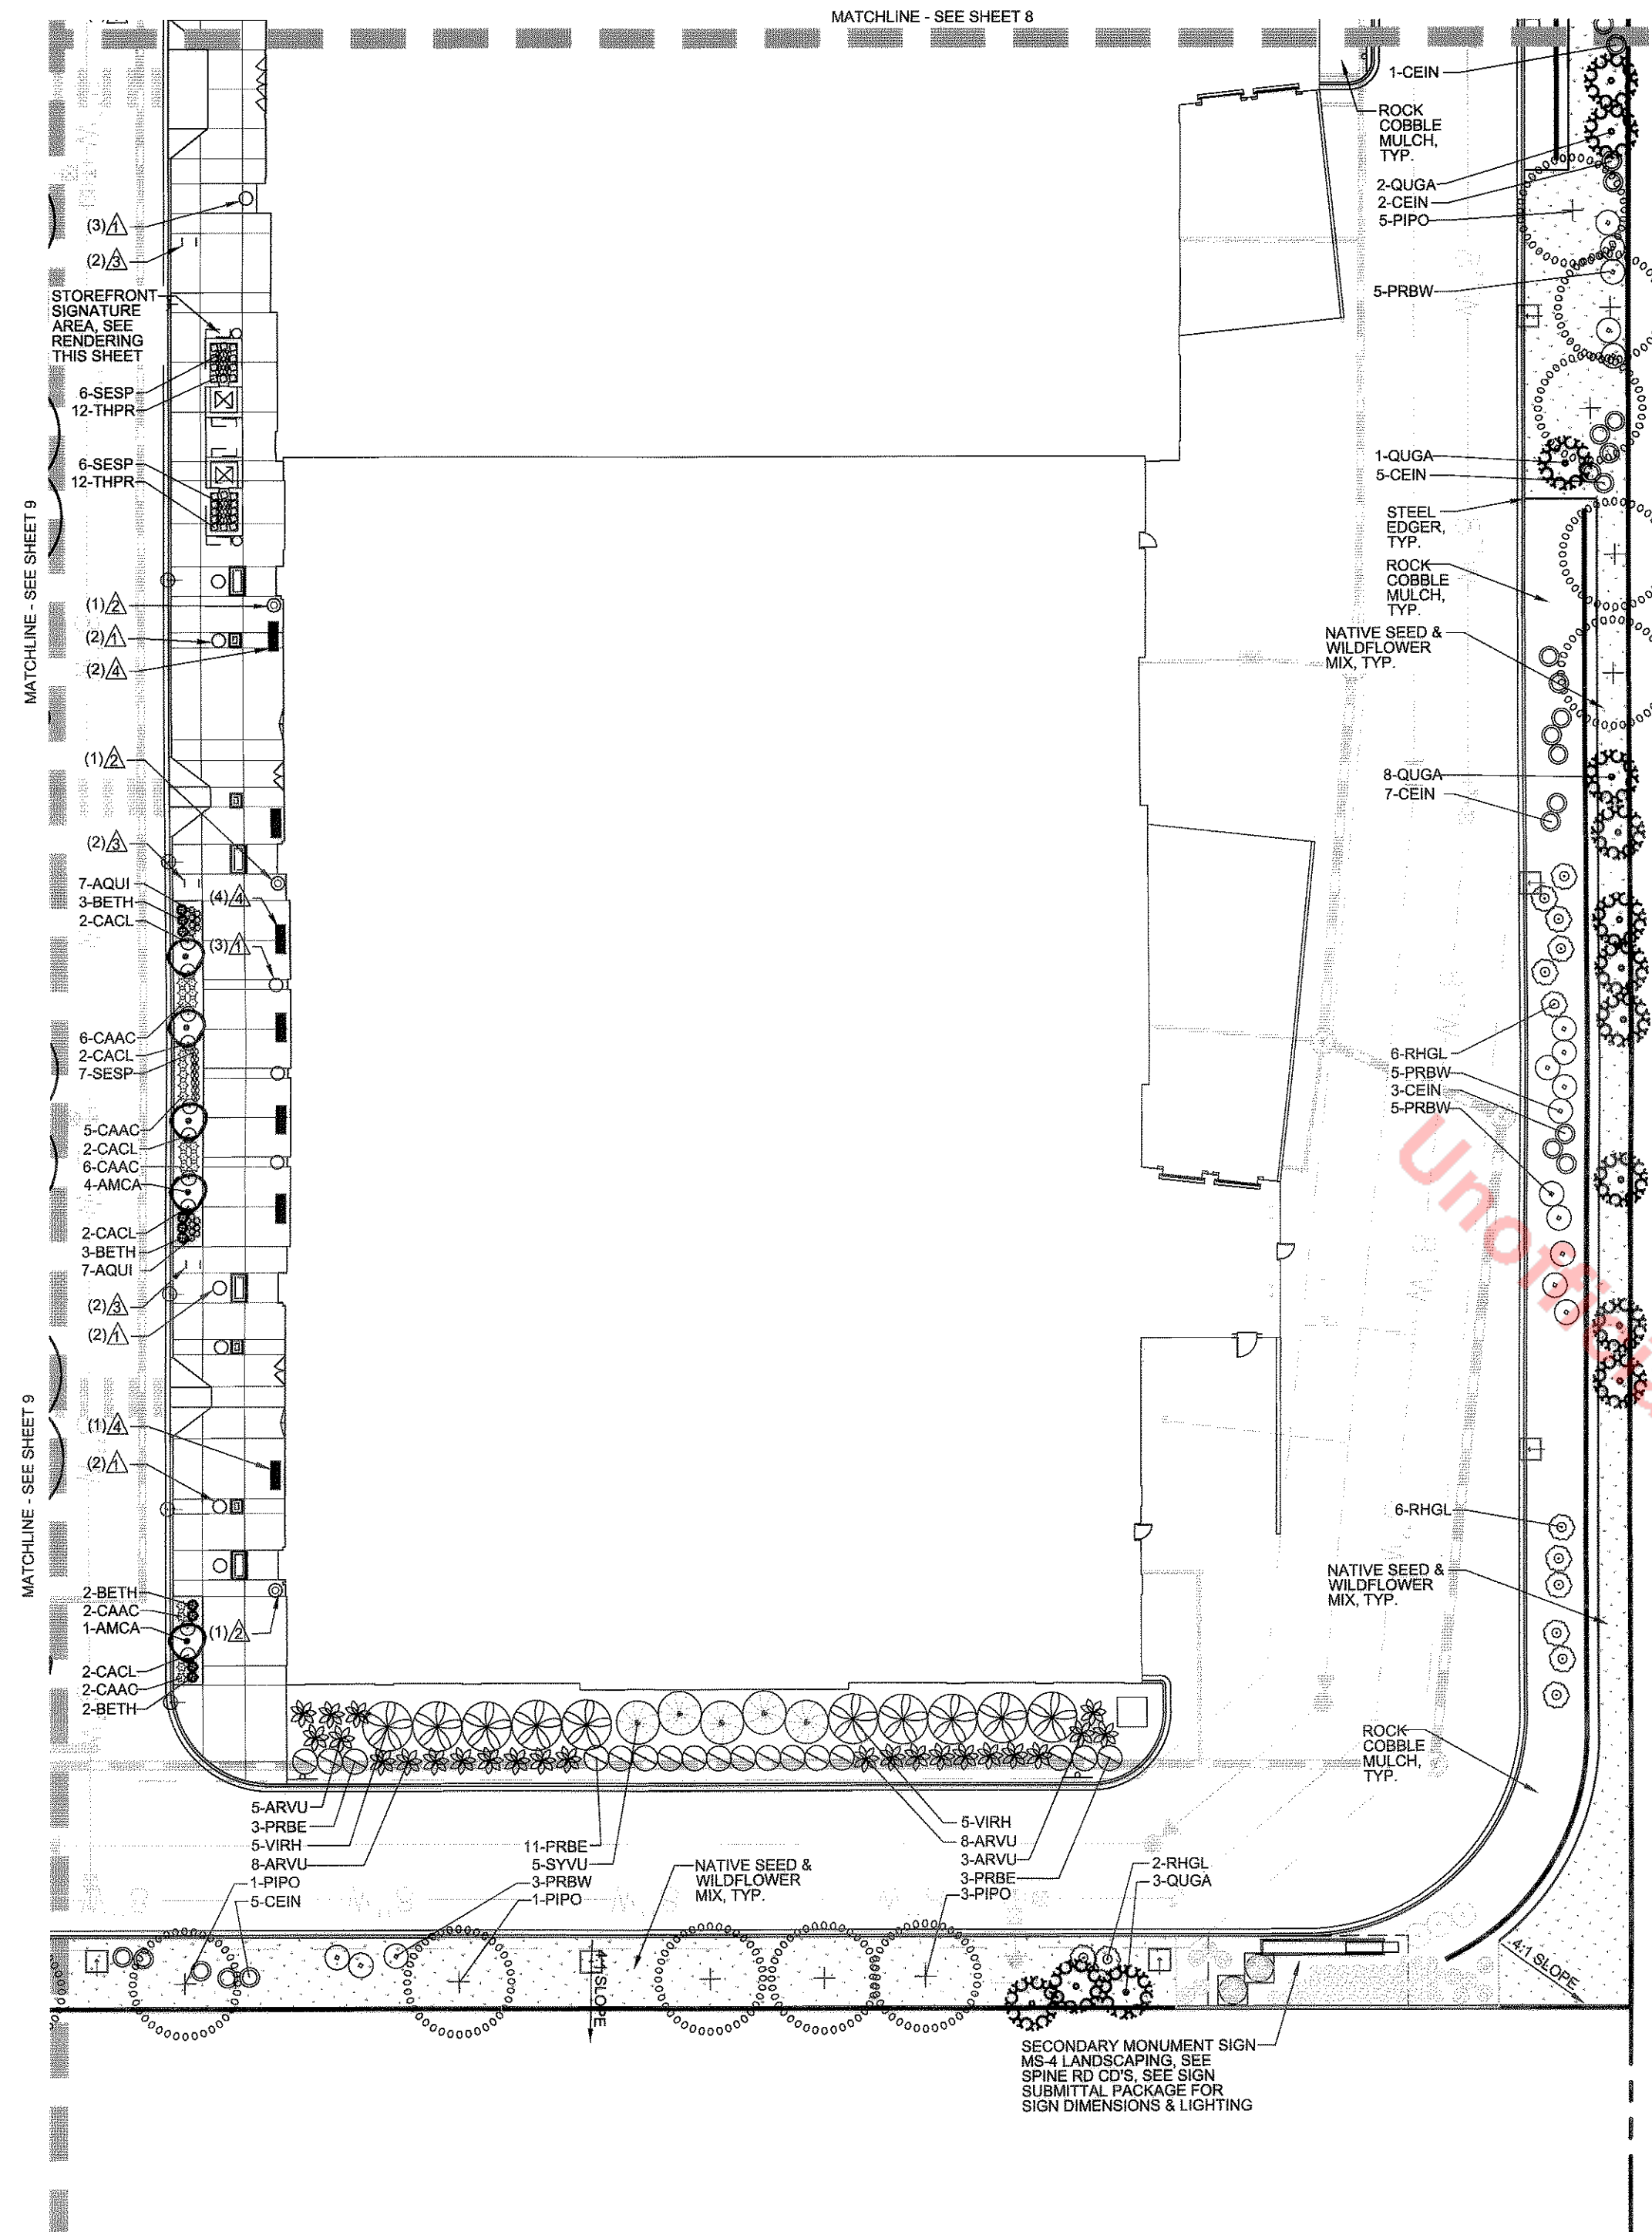 MATCHLINE - SEE SHEET 8
1-CEIN
ROCK
COBBLE
MULCH,
TYP.
2-QUGA
2-CEIN
5-PIPO
5-PRBW
1-QUGA
5-CEIN
STEEL
EDGER,
TYP.
ROCK
COBBLE
MULCH,
TYP.
NATIVE SEED &
WILDFLOWER
MIX, TYP.
8-QUGA
7-CEIN
6-RHGL
5-PRBW
3-CEIN
5-PRBW
6-RHGL
NATIVE SEED &
WILDFLOWER
MIX, TYP.
ROCK
COBBLE
MULCH,
TYP.
(3) 1
(2) 3
STOREFRONT
SIGNATURE
AREA, SEE
RENDERING
THIS SHEET
6-SESP
12-THPR
6-SESP
12-THPR
MATCHLINE - SEE SHEET 9
(1) 2
(2) 1
(2) 4
(1) 2
(2) 3
7-AQUI
3-BETH
2-CACL
(4) 4
(3) 1
6-CAAC
2-CACL
7-SESP
5-CAAC
2-CACL
6-CAAC
4-AMCA
2-CACL
3-BETH
7-AQUI
(2) 3
(2) 1
MATCHLINE - SEE SHEET 9
(1) 4
(2) 1
2-BETH
2-CAAC
1-AMCA
(1) 2
2-CACL
2-CAAC
2-BETH
5-ARVU
3-PRBE
5-VIRH
8-ARVU
1-PIPO
5-CEIN
11-PRBE
5-SYVU
3-PRBW
1-PIPO
NATIVE SEED &
WILDFLOWER
MIX, TYP.
5-VIRH
8-ARVU
3-ARVU
3-PRBE
3-PIPO
2-RHGL
3-QUGA
4:1 SLOPE
4:1 SLOPE
SECONDARY MONUMENT SIGN
MS-4 LANDSCAPING, SEE
SPINE RD CD'S, SEE SIGN
SUBMITTAL PACKAGE FOR
SIGN DIMENSIONS & LIGHTING